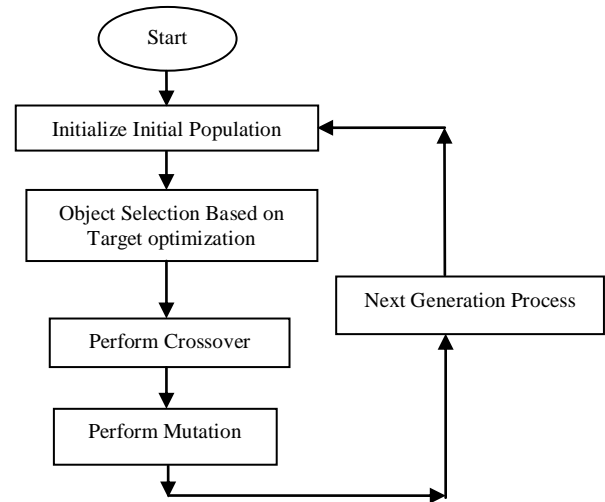 Start
Initialize Initial Population
Object Selection Based on
Target optimization
Next Generation Process
Perform Crossover
Perform Mutation